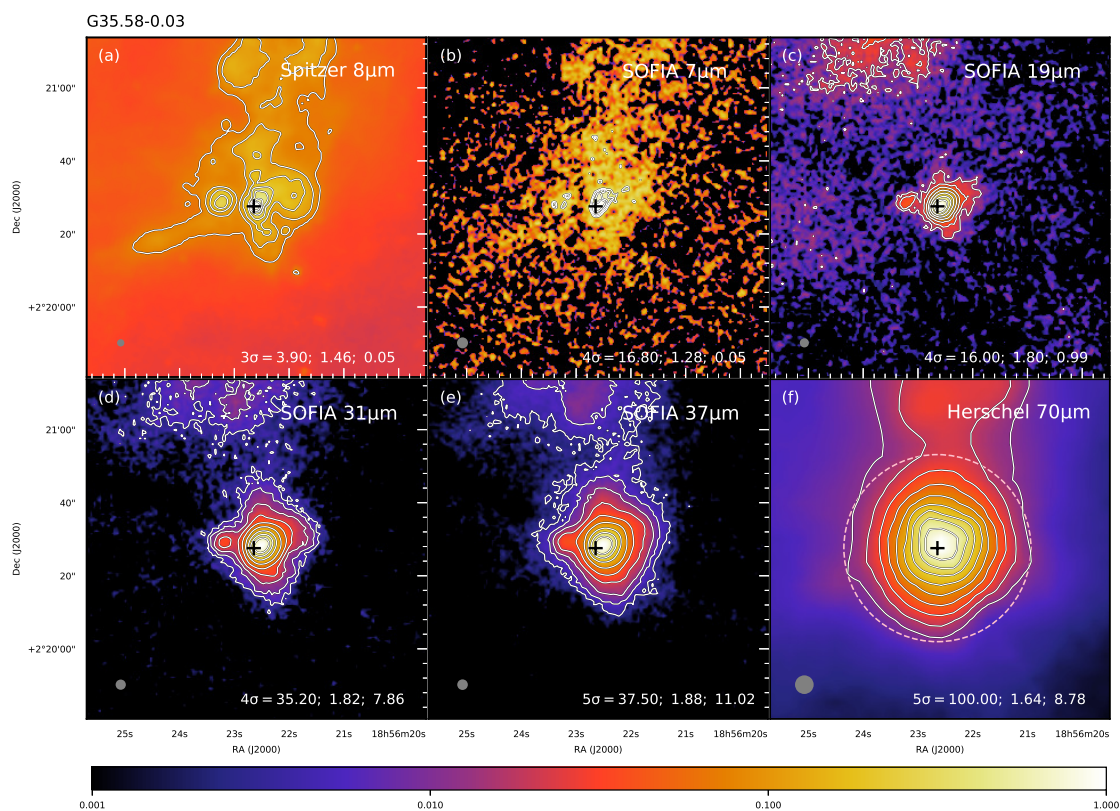 G35.58-0.03
(a) Spitzer 8μm
(b) SOFIA 7μm
(c) SOFIA 19μm
21'00"
40"
20"
+2°20'00"
Dec (J2000)
3σ = 3.90; 1.46; 0.05
4σ = 16.80; 1.28; 0.05
4σ = 16.00; 1.80; 0.99
(d) SOFIA 31μm
(e) SOFIA 37μm
(f) Herschel 70μm
21'00"
40"
20"
+2°20'00"
Dec (J2000)
4σ = 35.20; 1.82; 7.86
5σ = 37.50; 1.88; 11.02
5σ = 100.00; 1.64; 8.78
25s 24s 23s 22s 21s 18h56m20s
25s 24s 23s 22s 21s 18h56m20s
25s 24s 23s 22s 21s 18h56m20s
RA (J2000) RA (J2000) RA (J2000)
0.001 0.010 0.100 1.000